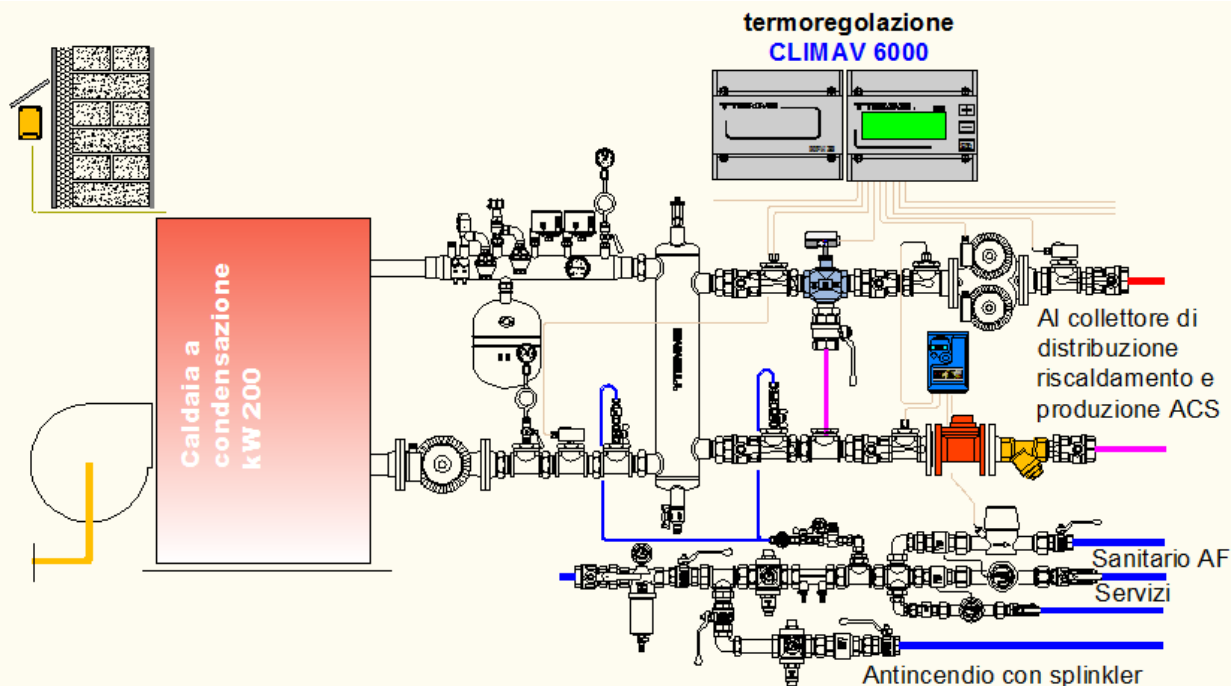 termoregolazione
CLIMAV 6000
Caldaia a
condensazione
kW 200
Al collettore di
distribuzione
riscaldamento e
produzione ACS
Sanitario AF
Servizi
Antincendio con splinkler